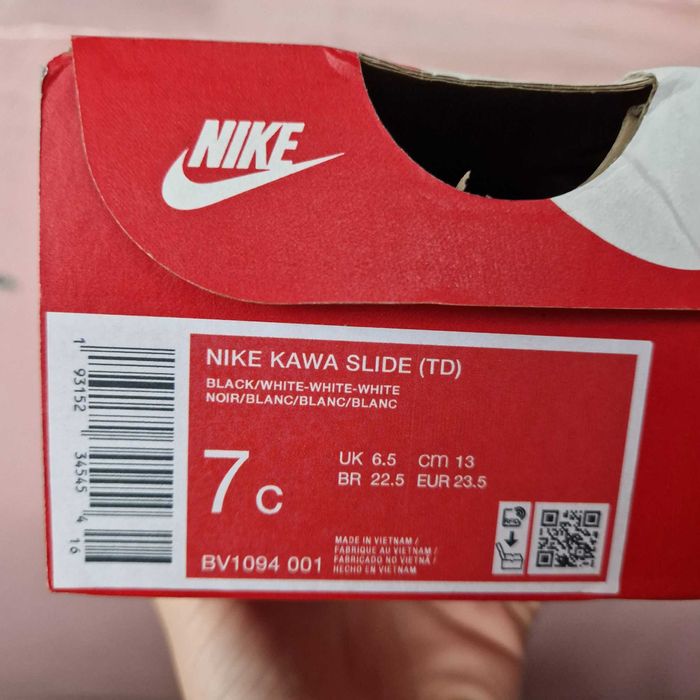 NIKE
NIKE KAWA SLIDE (TD)
BLACK/WHITE-WHITE-WHITE
NOIR/BLANC/BLANC/BLANC
7C
UK 6.5 cm 13
BR 22.5 EUR 23.5
BV1094 001
MADE IN VIETNAM /
FABRIQUE AU VIETNAM/
FABRICADO NO VIETNÃ /
HECHO EN VIETNAM
1 93152 34545 4 16